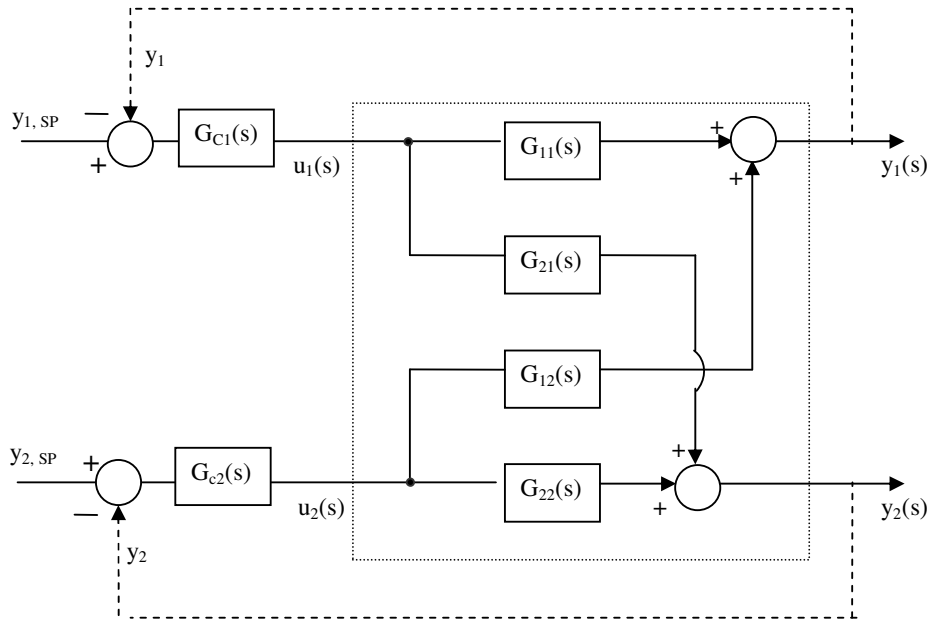 y1
y1, SP
−
+
GC1(s)
u1(s)
G11(s)
+
+
y1(s)
G21(s)
G12(s)
y2, SP
+
−
Gc2(s)
u2(s)
G22(s)
+
+
y2(s)
y2